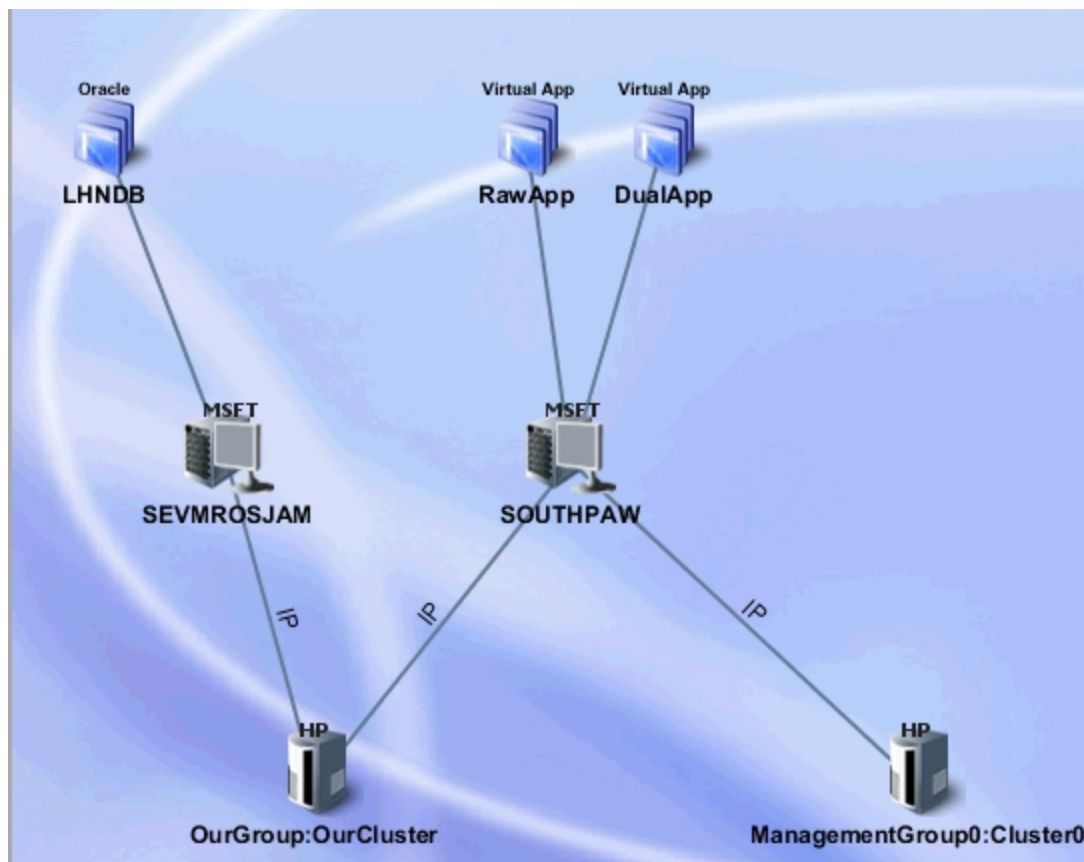 Oracle
LHNDB
Virtual App
RawApp
Virtual App
DualApp
MSFT
SEVMROSJAM
MSFT
SOUTHPAW
IP
IP
IP
HP
OurGroup:OurCluster
HP
ManagementGroup0:Cluster0